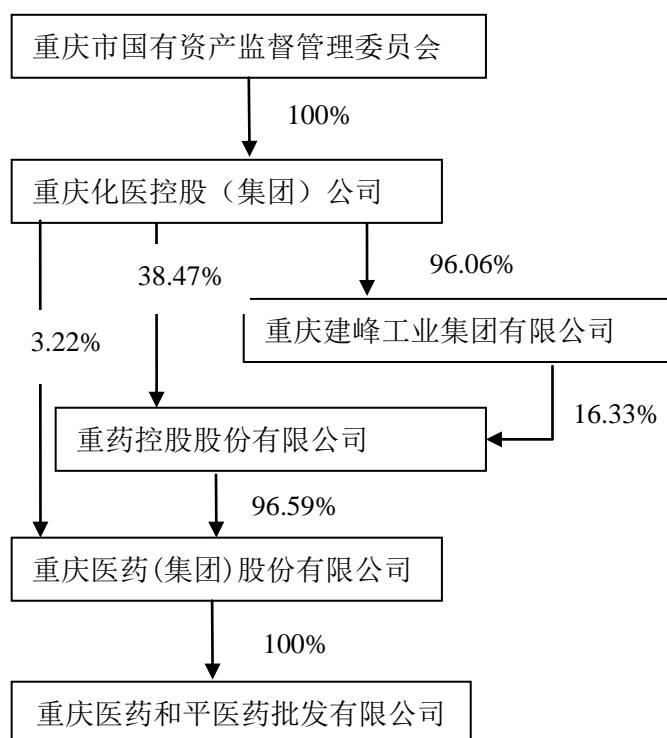 重庆市国有资产监督管理委员会
100%
重庆化医控股（集团）公司
38.47%
96.06%
3.22%
重庆建峰工业集团有限公司
16.33%
重药控股股份有限公司
96.59%
重庆医药(集团)股份有限公司
100%
重庆医药和平医药批发有限公司